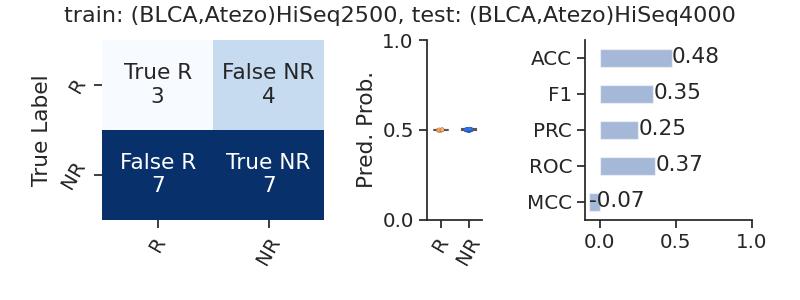 train: (BLCA,Atezo)HiSeq2500, test: (BLCA,Atezo)HiSeq4000
True Label
R
NR
True R
3
False NR
4
False R
7
True NR
7
R
NR
Pred. Prob.
1.0
0.5
0.0
R
NR
ACC
0.48
F1
0.35
PRC
0.25
ROC
0.37
MCC
-0.07
0.0
0.5
1.0